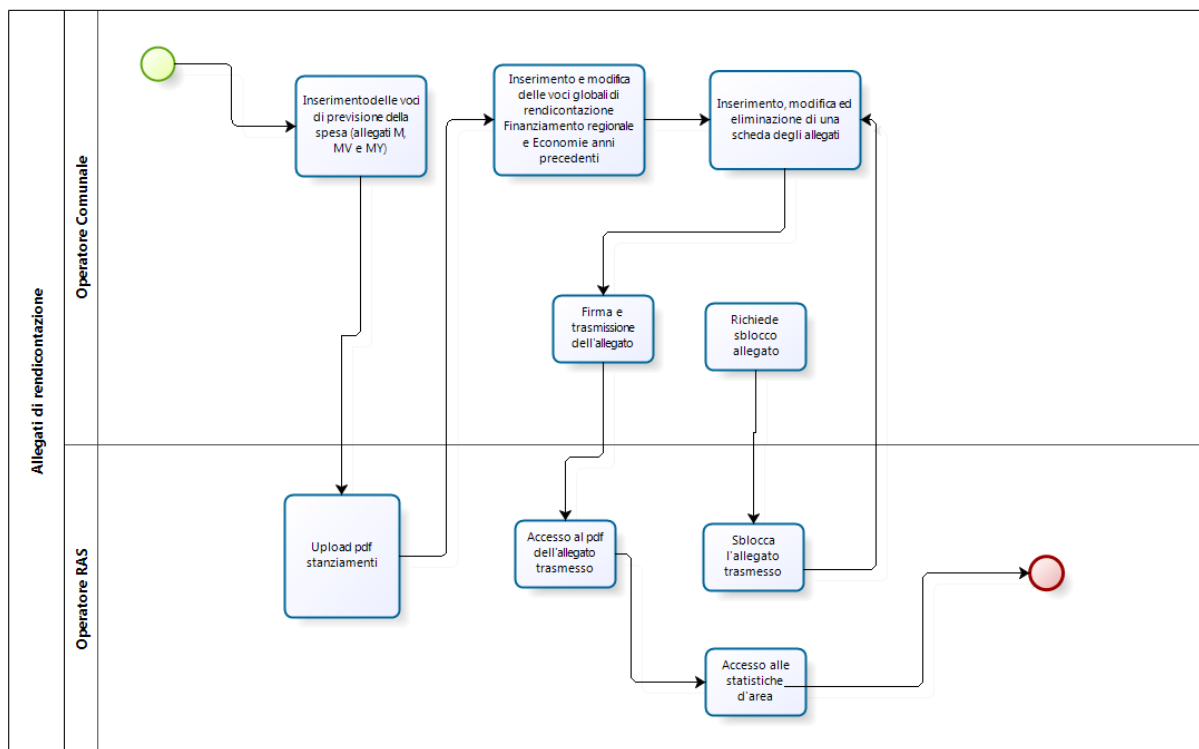 Allegati di rendicontazione
Operatore Comunale
Inserimento delle voci
di previsione della
spesa (allegati M,
MV e MY)
Inserimento e modifica
delle voci globali di
rendicontazione
Finanziamento regionale
e Economie anni
precedenti
Inserimento, modifica ed
eliminazione di una
scheda degli allegati
Firma e
trasmissione
dell'allegato
Richiede
sblocco
allegato
Operatore RAS
Upload pdf
stanziamenti
Accesso al pdf
dell'allegato
trasmesso
Sblocca
l'allegato
trasmesso
Accesso alle
statistiche
d'area